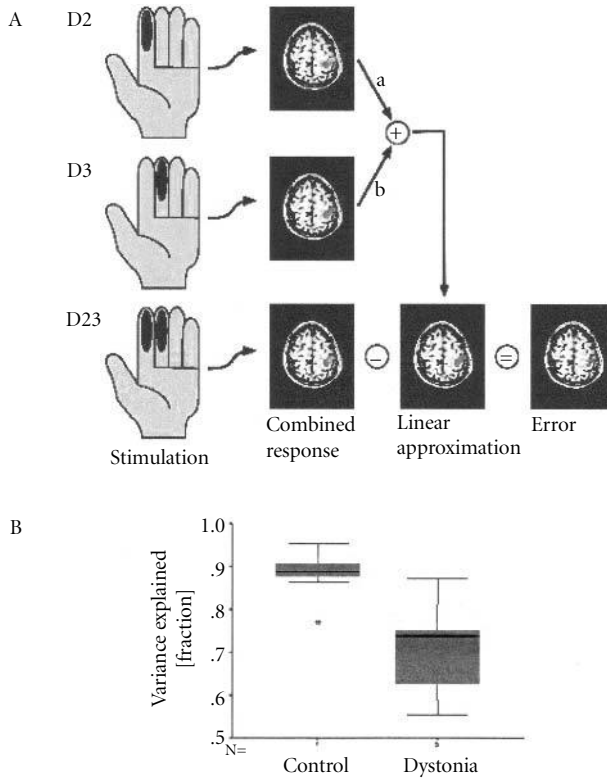 A
D2
a
+
D3
b
D23
−
=
Stimulation
Combined
response
Linear
approximation
Error
B
Variance explained
[fraction]
1.0
.9
.8
.7
.6
.5
N=
Control
Dystonia